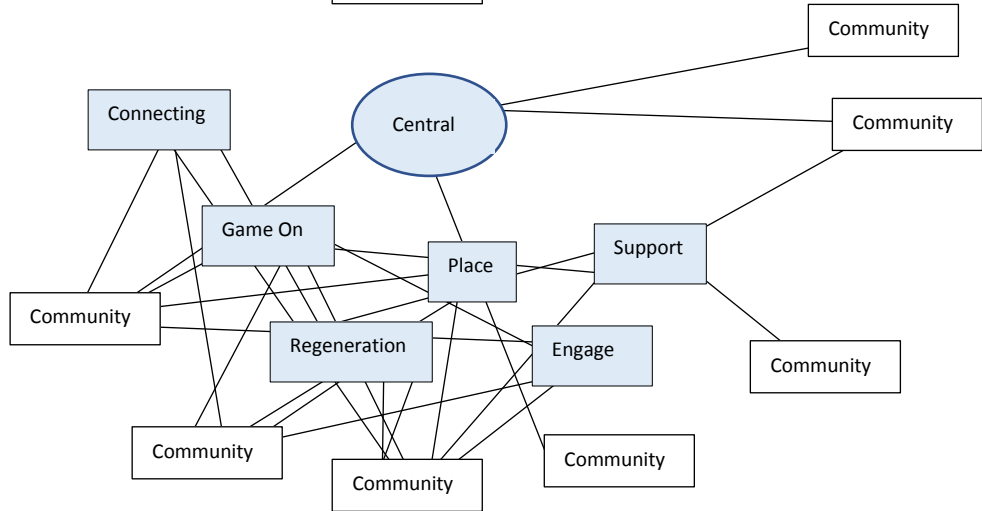 Community
Connecting
Central
Community
Game On
Support
Place
Community
Regeneration
Engage
Community
Community
Community
Community